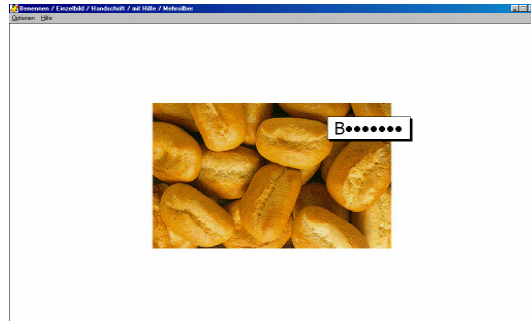 Benennen / Einzelbild / Handschrift / mit Hilfe / Mehrsilber
Optionen Hilfe
B•••••••